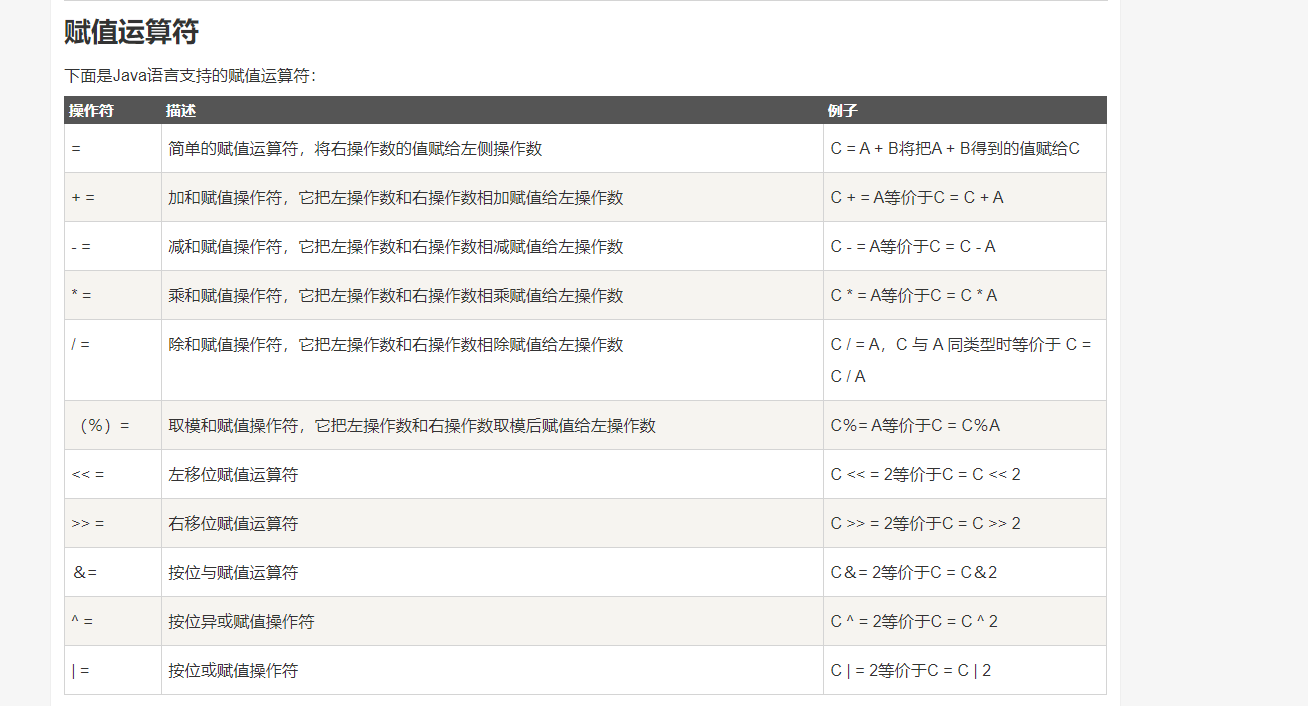 赋值运算符
下面是Java语言支持的赋值运算符：
操作符 描述 例子
= 简单的赋值运算符，将右操作数的值赋给左侧操作数 C = A + B将把A + B得到的值赋给C
+ = 加和赋值操作符，它把左操作数和右操作数相加赋值给左操作数 C + = A等价于C = C + A
- = 减和赋值操作符，它把左操作数和右操作数相减赋值给左操作数 C - = A等价于C = C - A
* = 乘和赋值操作符，它把左操作数和右操作数相乘赋值给左操作数 C * = A等价于C = C * A
/ = 除和赋值操作符，它把左操作数和右操作数相除赋值给左操作数 C / = A，C 与 A 同类型时等价于 C =
C / A
（%）= 取模和赋值操作符，它把左操作数和右操作数取模后赋值给左操作数 C％= A等价于C = C％A
<< = 左移位赋值运算符 C << = 2等价于C = C << 2
>> = 右移位赋值运算符 C >> = 2等价于C = C >> 2
＆= 按位与赋值运算符 C＆= 2等价于C = C＆2
^ = 按位异或赋值操作符 C ^ = 2等价于C = C ^ 2
| = 按位或赋值操作符 C | = 2等价于C = C | 2